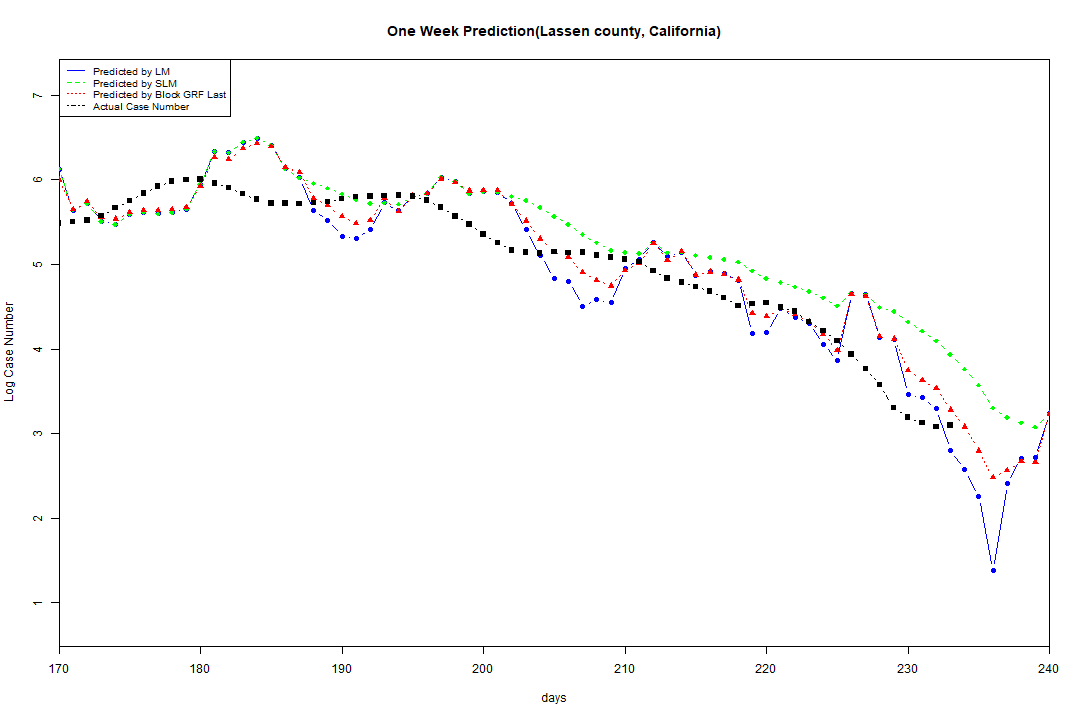 One Week Prediction(Lassen county, California)
Predicted by LM
Predicted by SLM
Predicted by Block GRF Last
Actual Case Number
7
6
5
4
3
2
1
Log Case Number
170 180 190 200 210 220 230 240
days